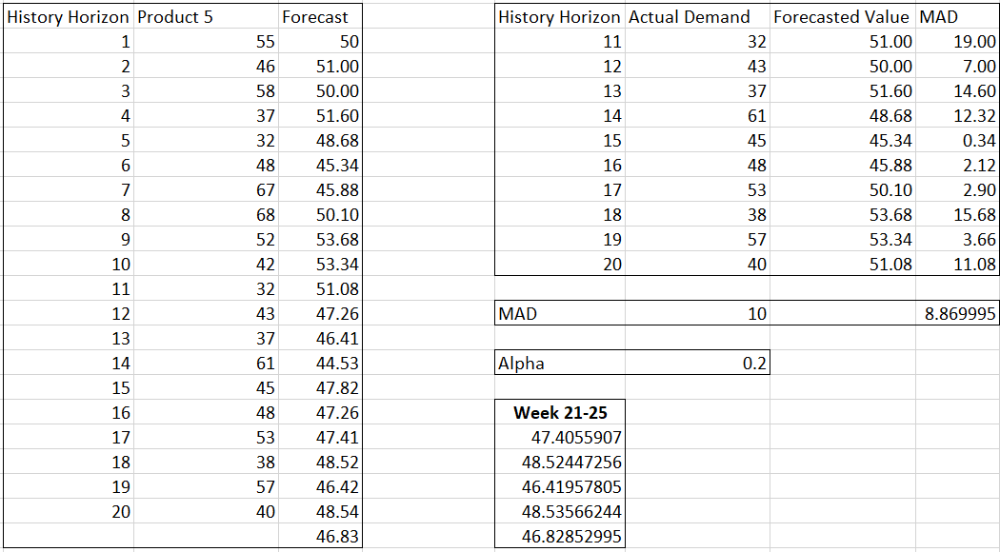 History Horizon Product 5 Forecast History Horizon Actual Demand Forecasted Value MAD
1 55 50 11 32 51.00 19.00
2 46 51.00 12 43 50.00 7.00
3 58 50.00 13 37 51.60 14.60
4 37 51.60 14 61 48.68 12.32
5 32 48.68 15 45 45.34 0.34
6 48 45.34 16 48 45.88 2.12
7 67 45.88 17 53 50.10 2.90
8 68 50.10 18 38 53.68 15.68
9 52 53.68 19 57 53.34 3.66
10 42 53.34 20 40 51.08 11.08
11 32 51.08
12 43 47.26 MAD 10 8.869995
13 37 46.41
14 61 44.53 Alpha 0.2
15 45 47.82
16 48 47.26 Week 21-25
17 53 47.41 47.4055907
18 38 48.52 48.52447256
19 57 46.42 46.41957805
20 40 48.54 48.53566244
46.83 46.82852995